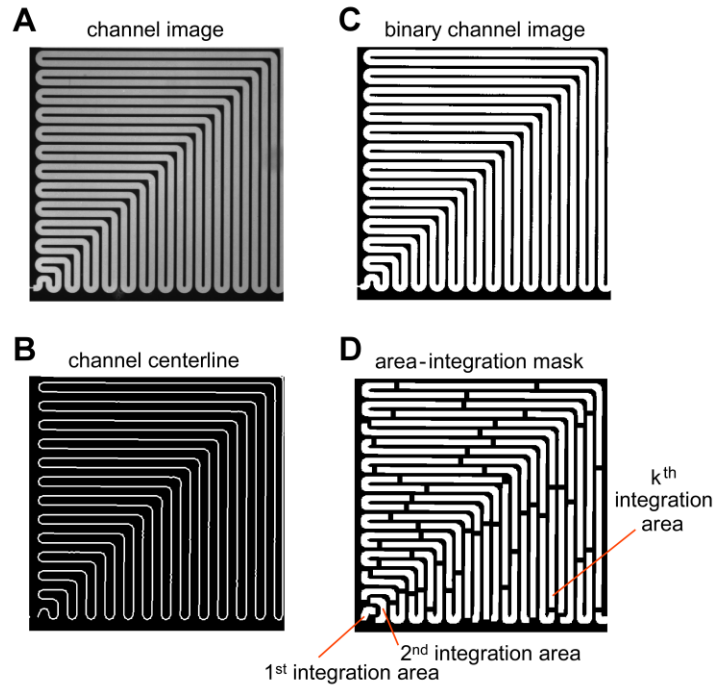 A
channel image
B
channel centerline
C
binary channel image
D
area-integration mask
kth
integration
area
2nd integration area
1st integration area